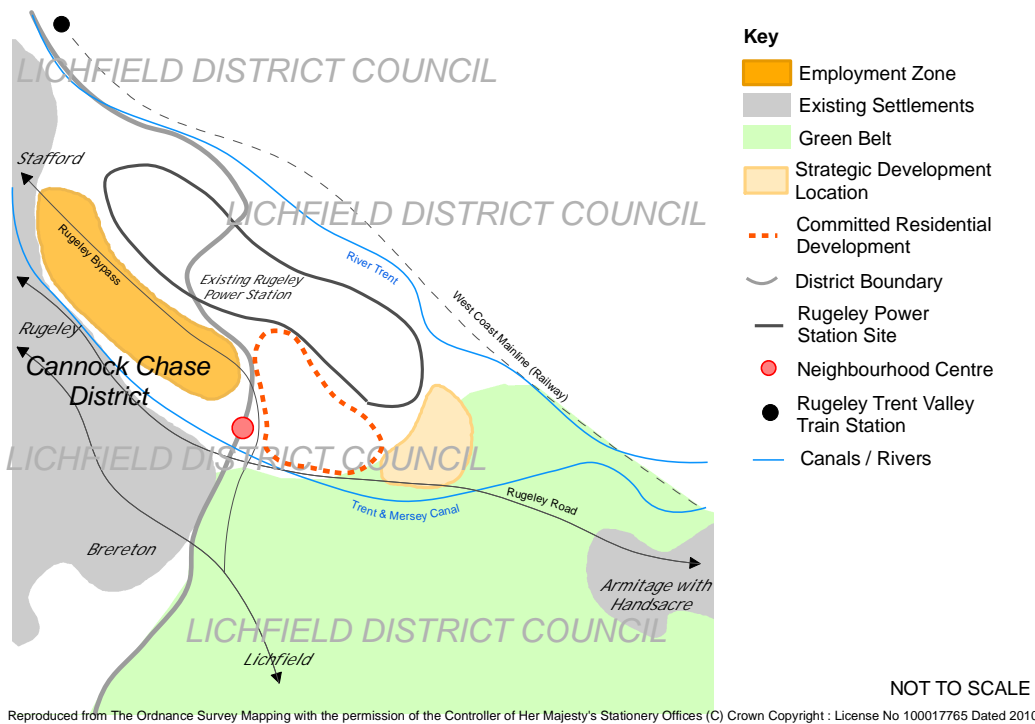 LICHFIELD DISTRICT COUNCIL
Stafford
LICHFIELD DISTRICT COUNCIL
Rugeley Bypass
River Trent
Existing Rugeley
Power Station
West Coast Mainline (Railway)
Rugeley
Cannock Chase
District
LICHFIELD DISTRICT COUNCIL
Rugeley Road
Trent & Mersey Canal
Brereton
Armitage with
Handsacre
LICHFIELD DISTRICT COUNCIL
Lichfield
Key
Employment Zone
Existing Settlements
Green Belt
Strategic Development
Location
Committed Residential
Development
District Boundary
Rugeley Power
Station Site
Neighbourhood Centre
Rugeley Trent Valley
Train Station
Canals / Rivers
NOT TO SCALE
Reproduced from The Ordnance Survey Mapping with the permission of the Controller of Her Majesty's Stationery Offices (C) Crown Copyright : License No 100017765 Dated